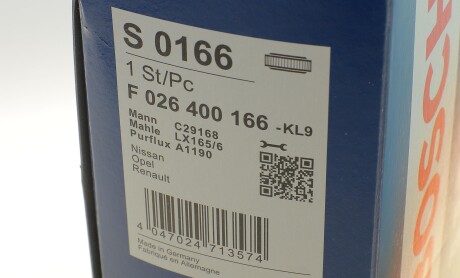 S 0166
1 St/Pc
F 026 400 166 -KL9
Mann C29168
Mahle LX165/6
Purflux A1190
Nissan
Opel
Renault
4 047024 713574
Made in Germany
Fabriqué en Allemagne
BOSCH